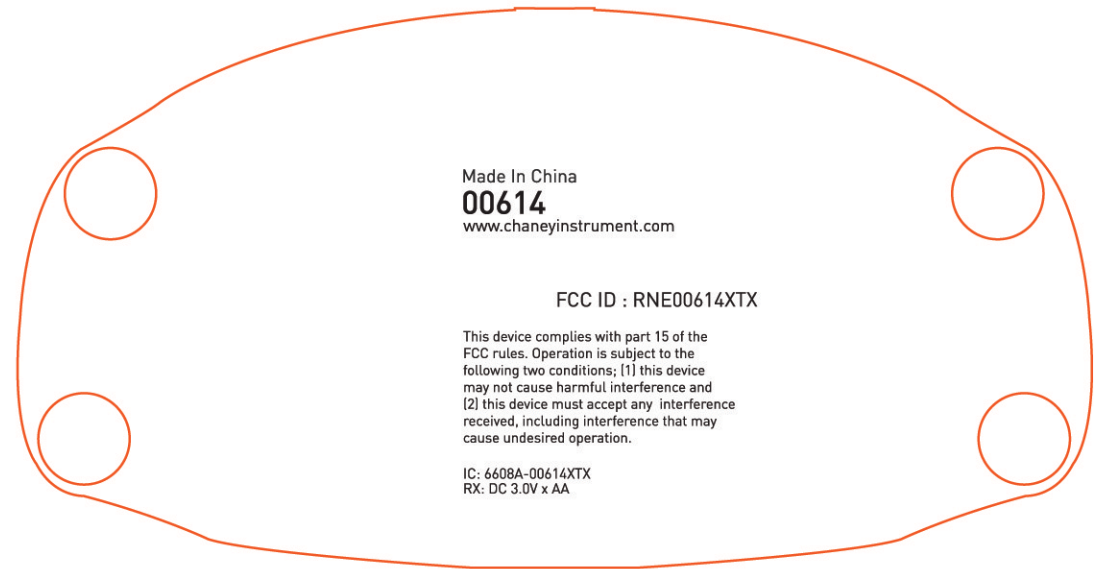 Made In China
00614
www.chaneyinstrument.com
FCC ID : RNE00614XTX
This device complies with part 15 of the
FCC rules. Operation is subject to the
following two conditions; (1) this device
may not cause harmful interference and
(2) this device must accept any  interference
received, including interference that may
cause undesired operation.
IC: 6608A-00614XTX
RX: DC 3.0V x AA